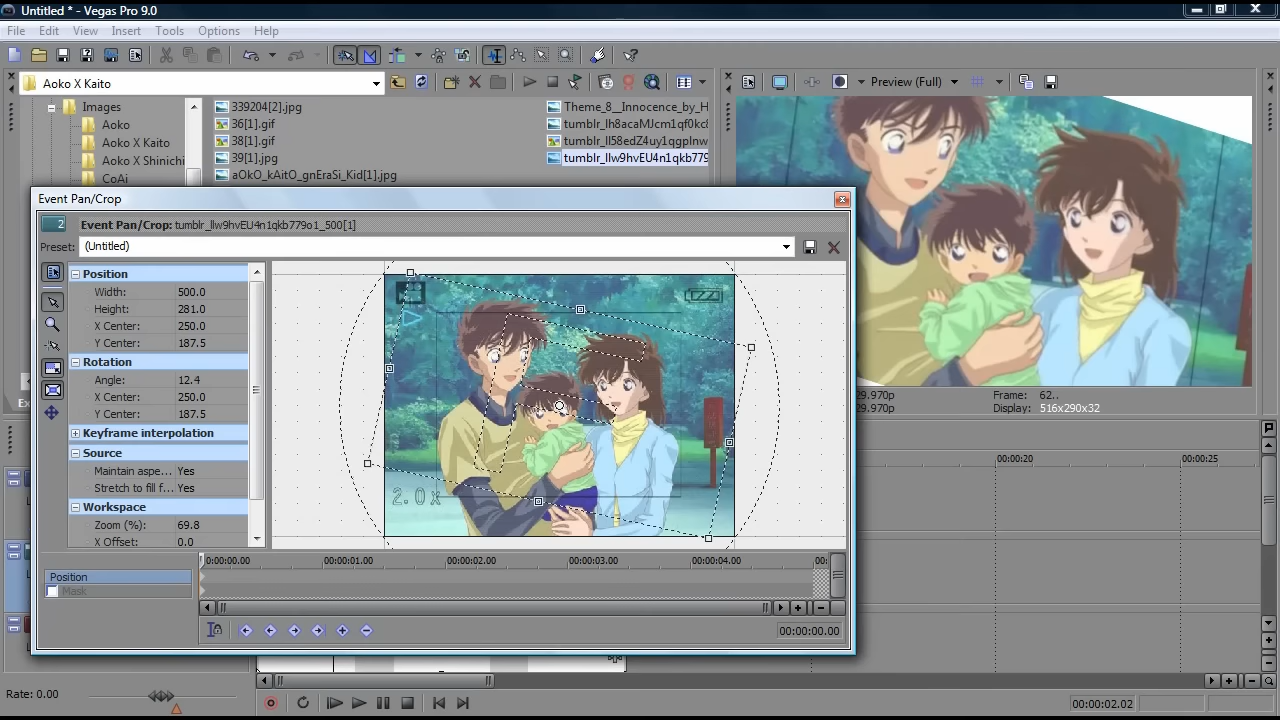 Untitled * - Vegas Pro 9.0
File Edit View Insert Tools Options Help
Aoko X Kaito
Preview (Full)
Images
Aoko
Aoko X Kaito
Aoko X Shinichi
CoAi
339204[2].jpg
36[1].gif
38[1].gif
39[1].jpg
aOkO_kAitO_gnEraSi_Kid[1].jpg
Theme_8__Innocence_by_H
tumblr_lh8acaMJcm1qf0kc
tumblr_ll58edZ4uy1qgplnw
tumblr_llw9hvEU4n1qkb779
Event Pan/Crop
2 Event Pan/Crop: tumblr_llw9hvEU4n1qkb779o1_500[1]
Preset: (Untitled)
Position
Width: 500.0
Height: 281.0
X Center: 250.0
Y Center: 187.5
Rotation
Angle: 12.4
X Center: 250.0
Y Center: 187.5
Keyframe interpolation
Source
Maintain aspe... Yes
Stretch to fill f... Yes
Workspace
Zoom (%): 69.8
X Offset: 0.0
2.0x
Position
Mask
0:00:00.00 00:00:01.00 00:00:02.00 00:00:03.00 00:00:04.00 00:
00:00:00.00
29.970p Frame: 62..
29.970p Display: 516x290x32
00:00:20 00:00:25
Rate: 0.00
00:00:02.02